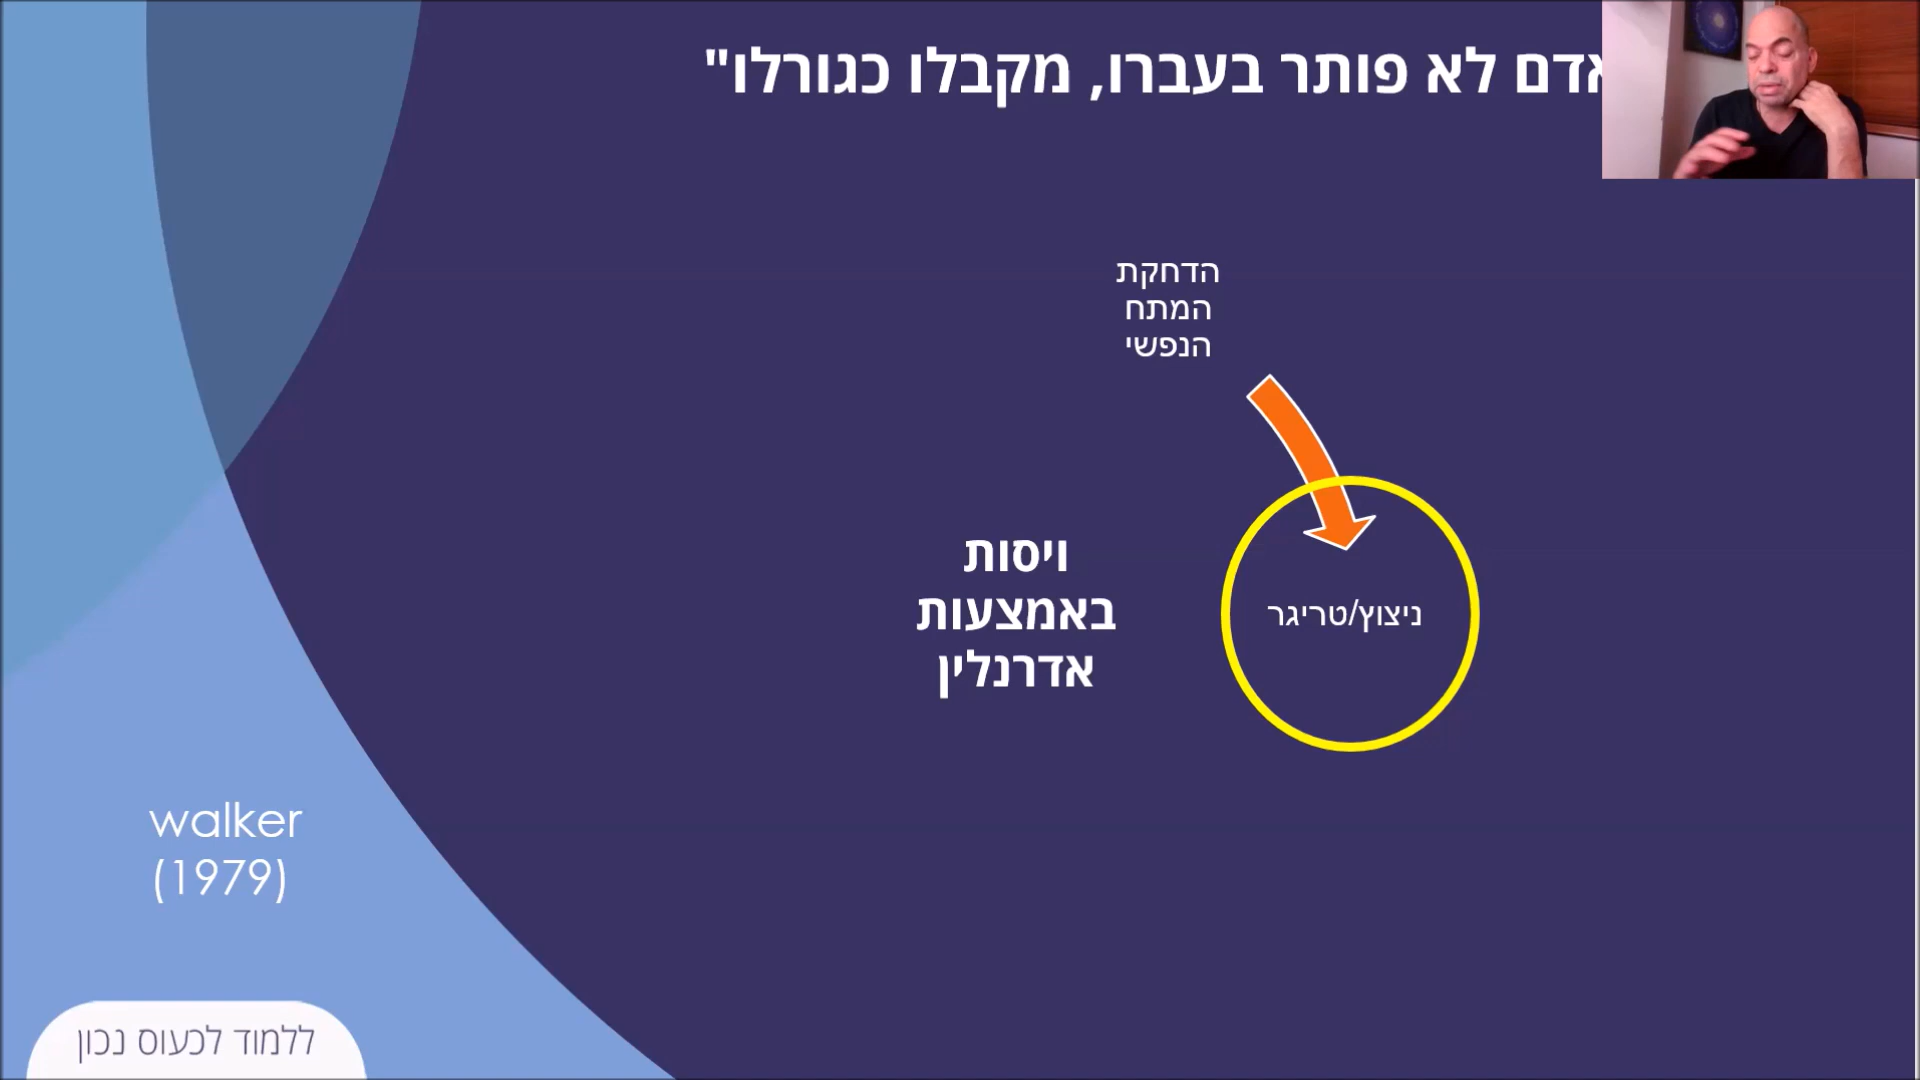 אדם לא פותר בעברו, מקבלו כגורלו"
הדחקת
המתח
הנפשי
ניצוץ/טריגר
ויסות
באמצעות
אדרנלין
walker
(1979)
ללמוד לכעוס נכון